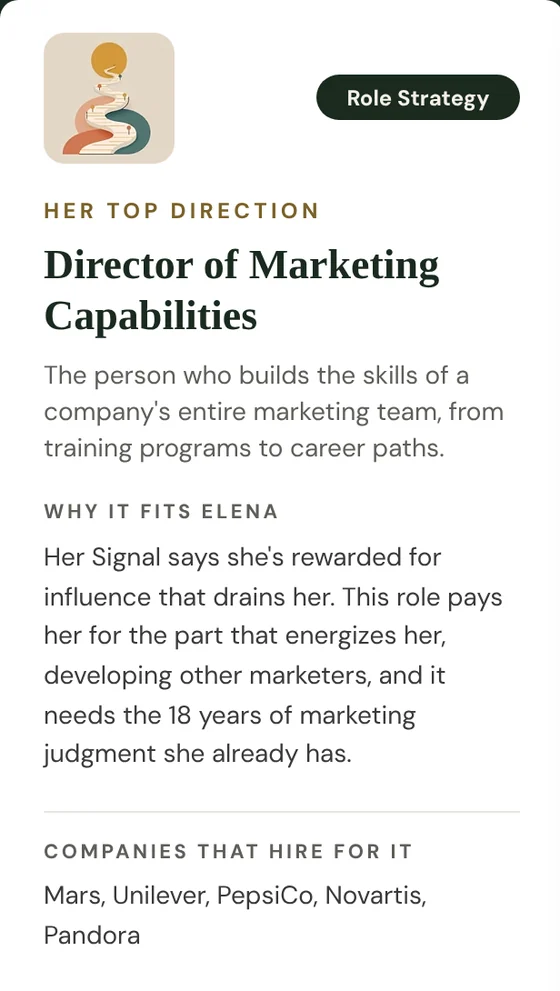 Role Strategy
HER TOP DIRECTION
Director of Marketing
Capabilities
The person who builds the skills of a
company's entire marketing team, from
training programs to career paths.
WHY IT FITS ELENA
Her Signal says she's rewarded for
influence that drains her. This role pays
her for the part that energizes her,
developing other marketers, and it
needs the 18 years of marketing
judgment she already has.
COMPANIES THAT HIRE FOR IT
Mars, Unilever, PepsiCo, Novartis,
Pandora